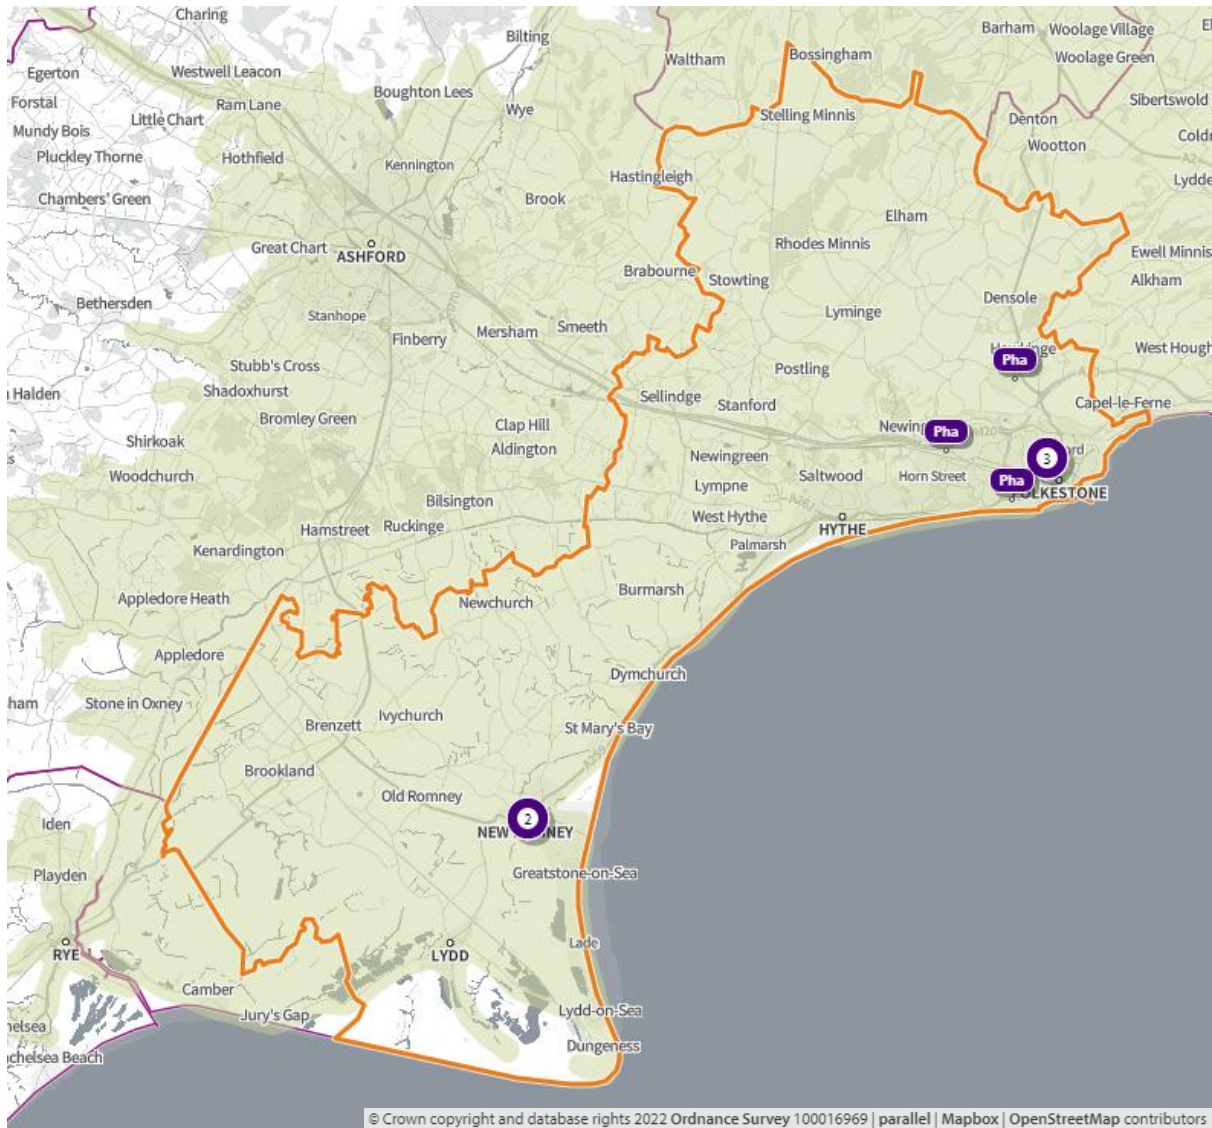 Charing
Barham
Woolage Village
Bilting
Bossingham
Woolage Green
Waltham
Egerton
Westwell Leacon
Boughton Lees
Forstal
Ram Lane
Wye
Sibertswold
Little Chart
Stelling Minnis
Denton
Mundy Bois
Wootton
Pluckley Thorne
Hothfield
Kennington
A2
Hastingleigh
Chambers' Green
Brook
Elham
Great Chart
ASHFORD
Rhodes Minnis
Ewell Minnis
Brabourne
Stowting
Alkham
Bethersden
Densole
Stanhope
Lyminge
Finberry
Mersham
Smeeth
Stubb's Cross
Pha
Postling
Shadoxhurst
Halden
Sellindge
Stanford
Capel-le-Ferne
Bromley Green
Clap Hill
Pha
Shirkoak
Aldington
3
Newingreen
Woodchurch
Saltwood
Horn Street
Pha
Lympne
Bilsington
A261
West Hythe
HYTHE
Hamstreet
Ruckinge
Palmarsh
Kenardington
Burmarsh
Appledore Heath
Newchurch
Appledore
Dymchurch
Stone in Oxney
Ivychurch
Brenzett
St Mary's Bay
Brookland
Old Romney
2
Iden
Playden
Greatstone-on-Sea
RYE
LYDD
Lade
Camber
Jury's Gap
Lydd-on-Sea
Dungeness
© Crown copyright and database rights 2022 Ordnance Survey 100016969 | parallel | Mapbox | OpenStreetMap contributors